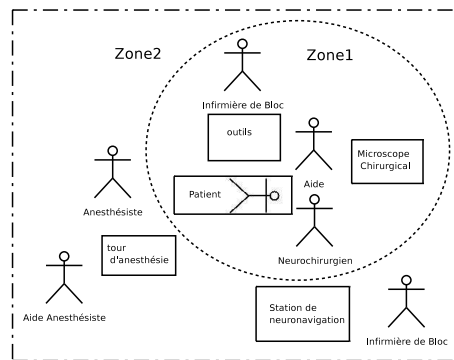 Zone2
Zone1
Infirmière de Bloc
outils
Microscope
Chirurgical
Aide
Patient
Anesthésiste
tour
d'anesthésie
Neurochirurgien
Aide Anesthésiste
Station de
neuronavigation
Infirmière de Bloc